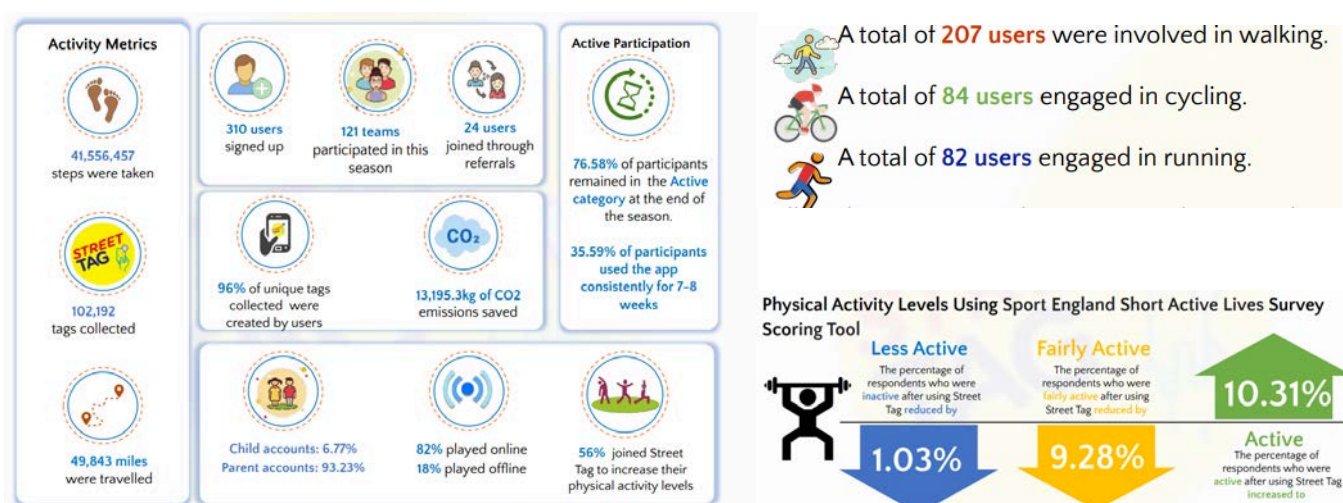 Activity Metrics
41,556,457
steps were taken
STREET
TAG
102,192
tags collected
49,843 miles
were travelled
310 users
signed up
121 teams
participated in this
season
24 users
joined through
referrals
96% of unique tags
collected were
created by users
CO₂
13,195.3kg of CO2
emissions saved
Child accounts: 6.77%
Parent accounts: 93.23%
82% played online
18% played offline
56% joined Street
Tag to increase their
physical activity levels
Active Participation
76.58% of participants
remained in the Active
category at the end of
the season.
35.59% of participants
used the app
consistently for 7-8
weeks
A total of 207 users were involved in walking.
A total of 84 users engaged in cycling.
A total of 82 users engaged in running.
Physical Activity Levels Using Sport England Short Active Lives Survey
Scoring Tool
Less Active
The percentage of
respondents who were
inactive after using Street
Tag reduced by
1.03%
Fairly Active
The percentage of
respondents who were
fairly active after using
Street Tag reduced by
9.28%
10.31%
Active
The percentage of
respondents who were
active after using Street Tag
increased to